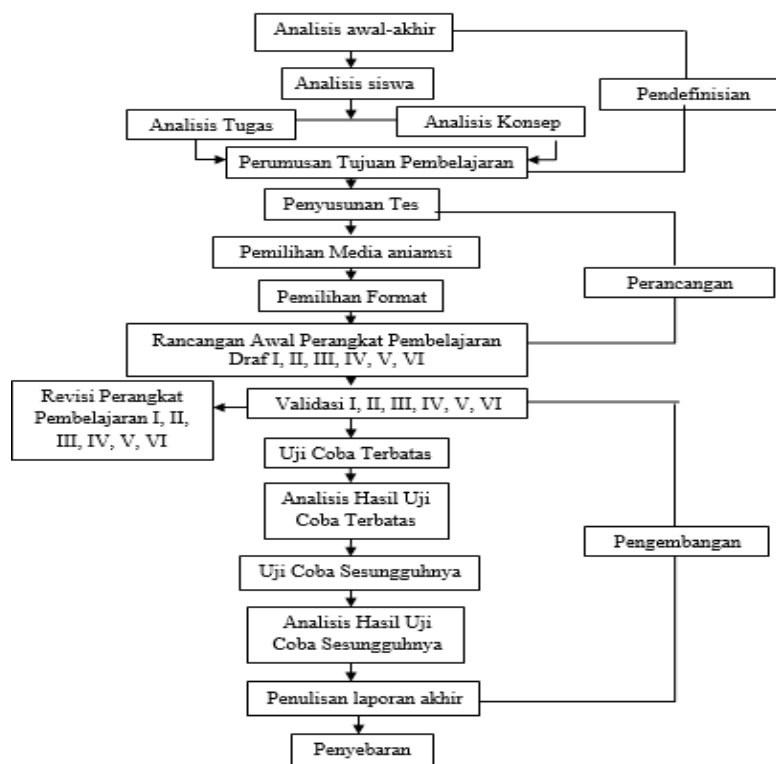 Analisis awal-akhir
Analisis siswa
Pendefinisian
Analisis Tugas
Analisis Konsep
Perumusan Tujuan Pembelajaran
Penyusunan Tes
Pemilihan Media aniamsi
Perancangan
Pemilihan Format
Rancangan Awal Perangkat Pembelajaran
Draf I, II, III, IV, V, VI
Revisi Perangkat
Pembelajaran I, II,
III, IV, V, VI
Validasi I, II, III, IV, V, VI
Uji Coba Terbatas
Analisis Hasil Uji
Coba Terbatas
Pengembangan
Uji Coba Sesungguhnya
Analisis Hasil Uji
Coba Sesungguhnya
Penulisan laporan akhir
Penyebaran